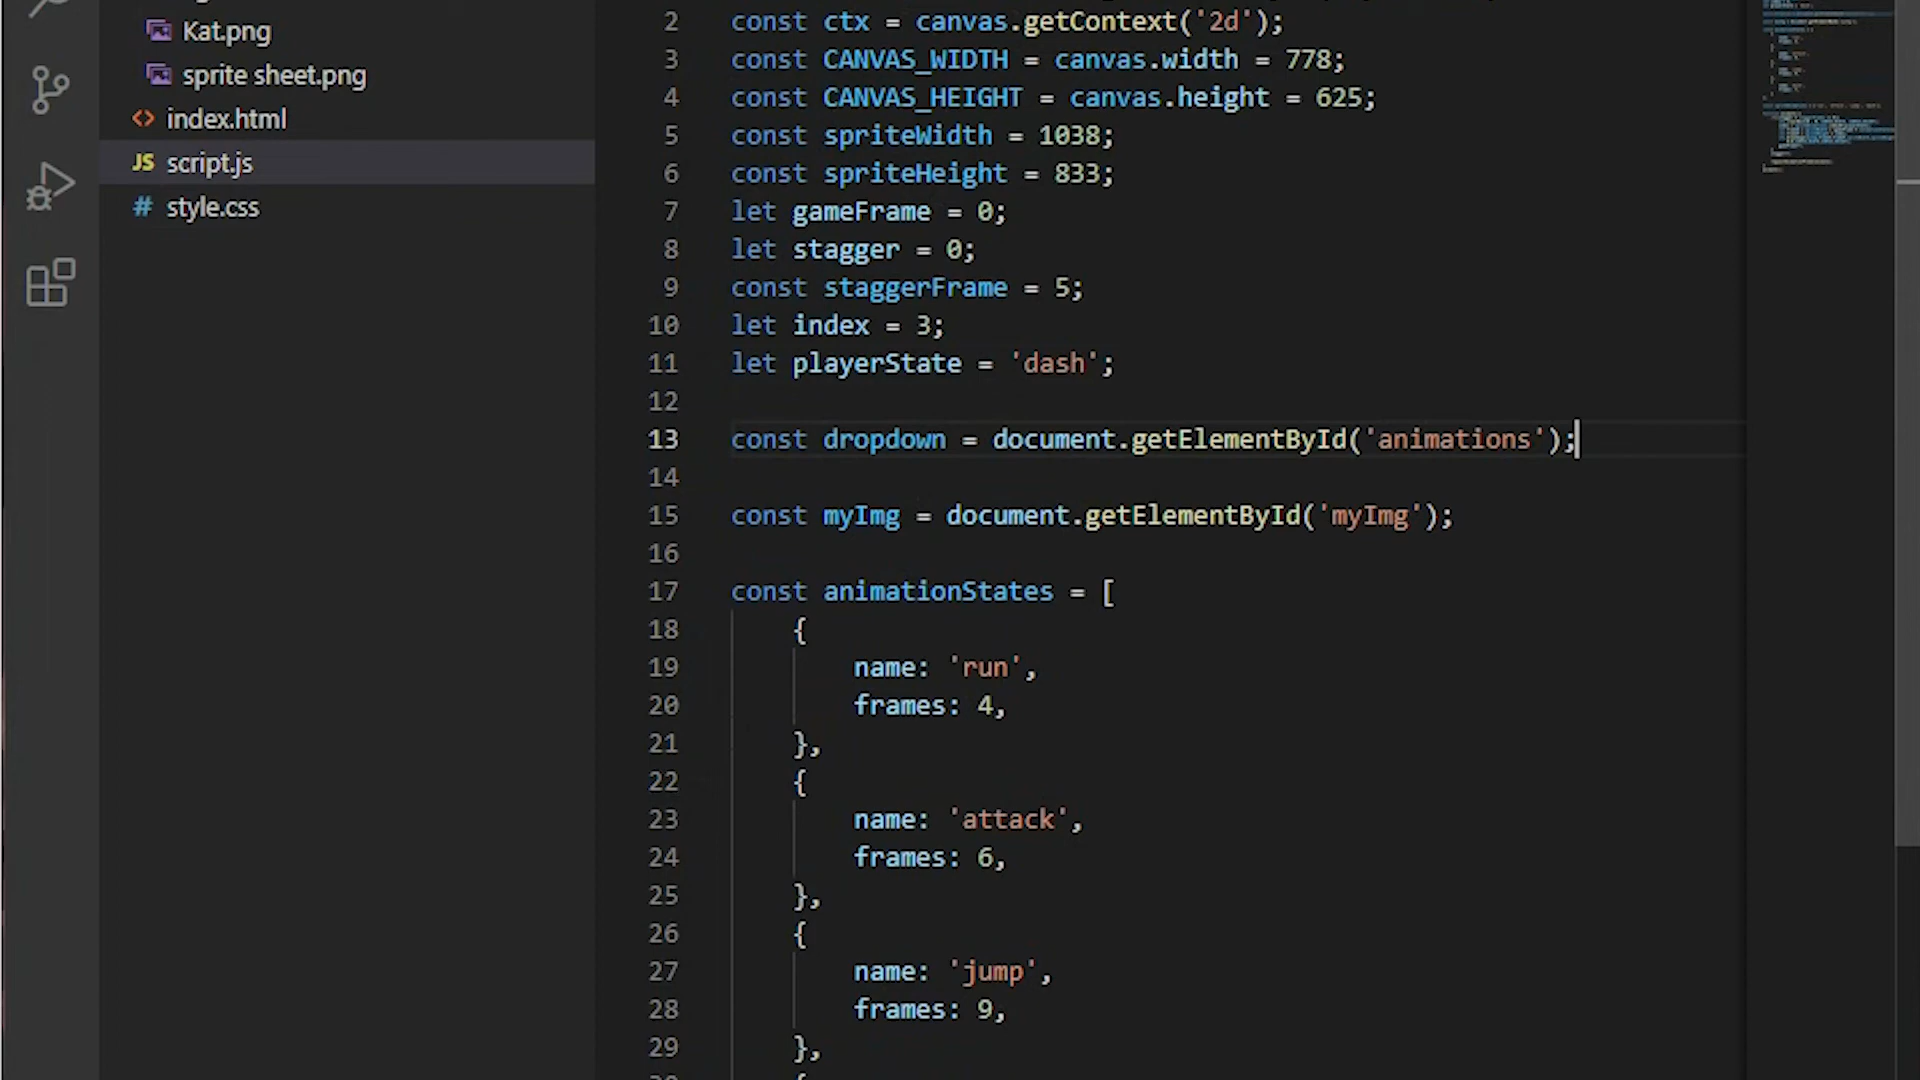 Kat.png
sprite sheet.png
index.html
JS script.js
# style.css
2 const ctx = canvas.getContext('2d');
3 const CANVAS_WIDTH = canvas.width = 778;
4 const CANVAS_HEIGHT = canvas.height = 625;
5 const spriteWidth = 1038;
6 const spriteHeight = 833;
7 let gameFrame = 0;
8 let stagger = 0;
9 const staggerFrame = 5;
10 let index = 3;
11 let playerState = 'dash';
12
13 const dropdown = document.getElementById('animations');
14
15 const myImg = document.getElementById('myImg');
16
17 const animationStates = [
18 {
19 name: 'run',
20 frames: 4,
21 },
22 {
23 name: 'attack',
24 frames: 6,
25 },
26 {
27 name: 'jump',
28 frames: 9,
29 },